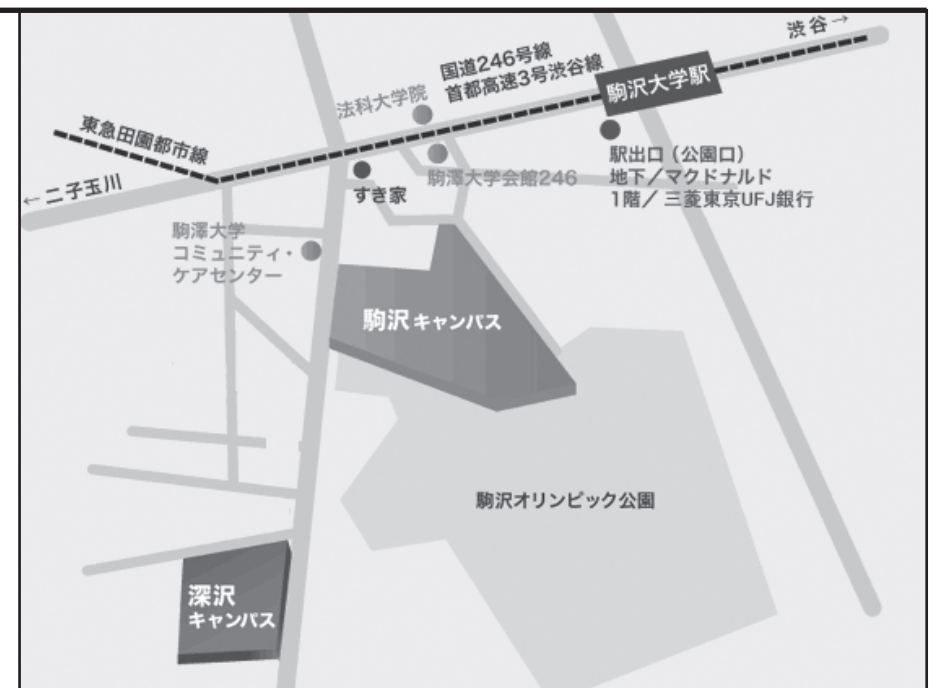 渋谷→
国道246号線
首都高速3号渋谷線
駒沢大学駅
法科大学院
東急田園都市線
駅出口（公園口）
地下／マクドナルド
1階／三菱東京UFJ銀行
駒澤大学会館246
すき家
←二子玉川
駒澤大学
コミュニティ・
ケアセンター
駒沢キャンパス
駒沢オリンピック公園
深沢
キャンパス